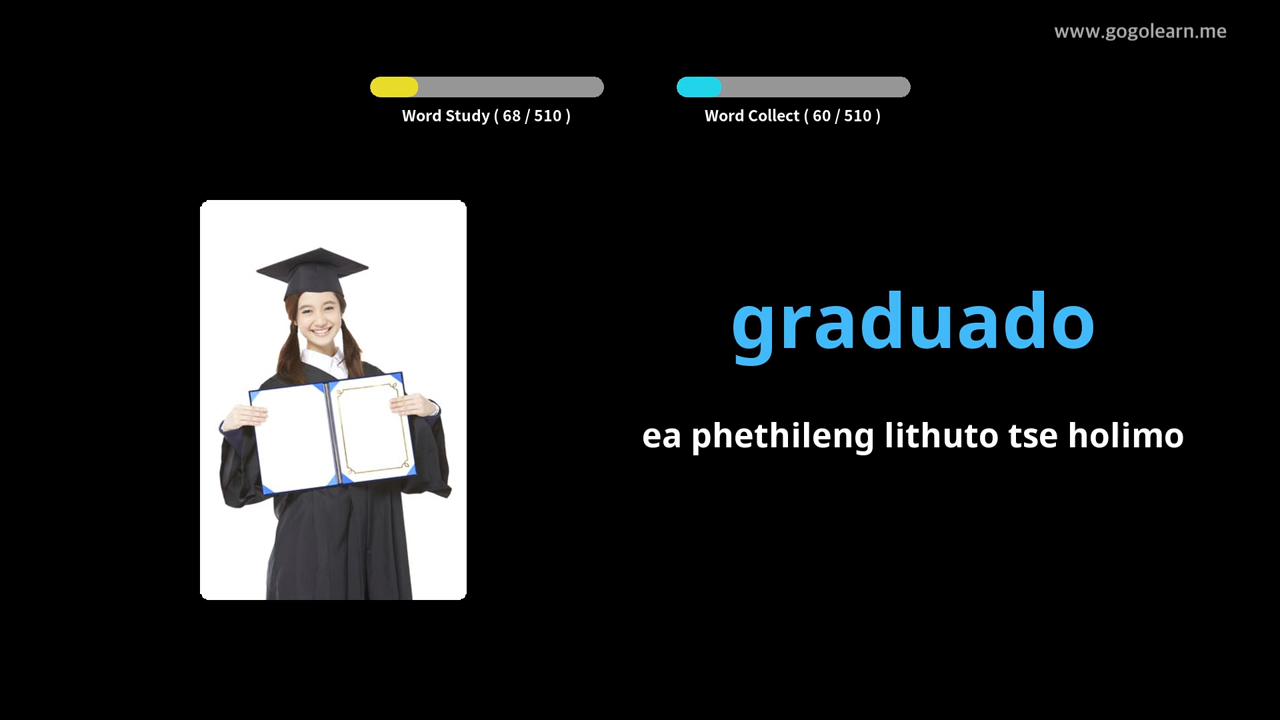 www.gogolearn.me
Word Study ( 68 / 510 )
Word Collect ( 60 / 510 )
graduado
ea phethileng lithuto tse holimo